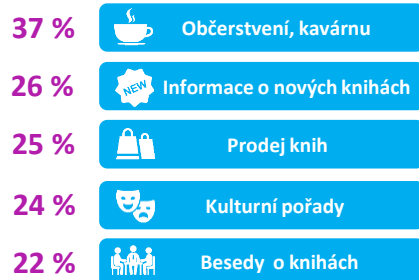 37 % Občerstvení, kavárnu
26 % NEW Informace o nových knihách
25 % Prodej knih
24 % Kulturní pořady
22 % Besedy o knihách